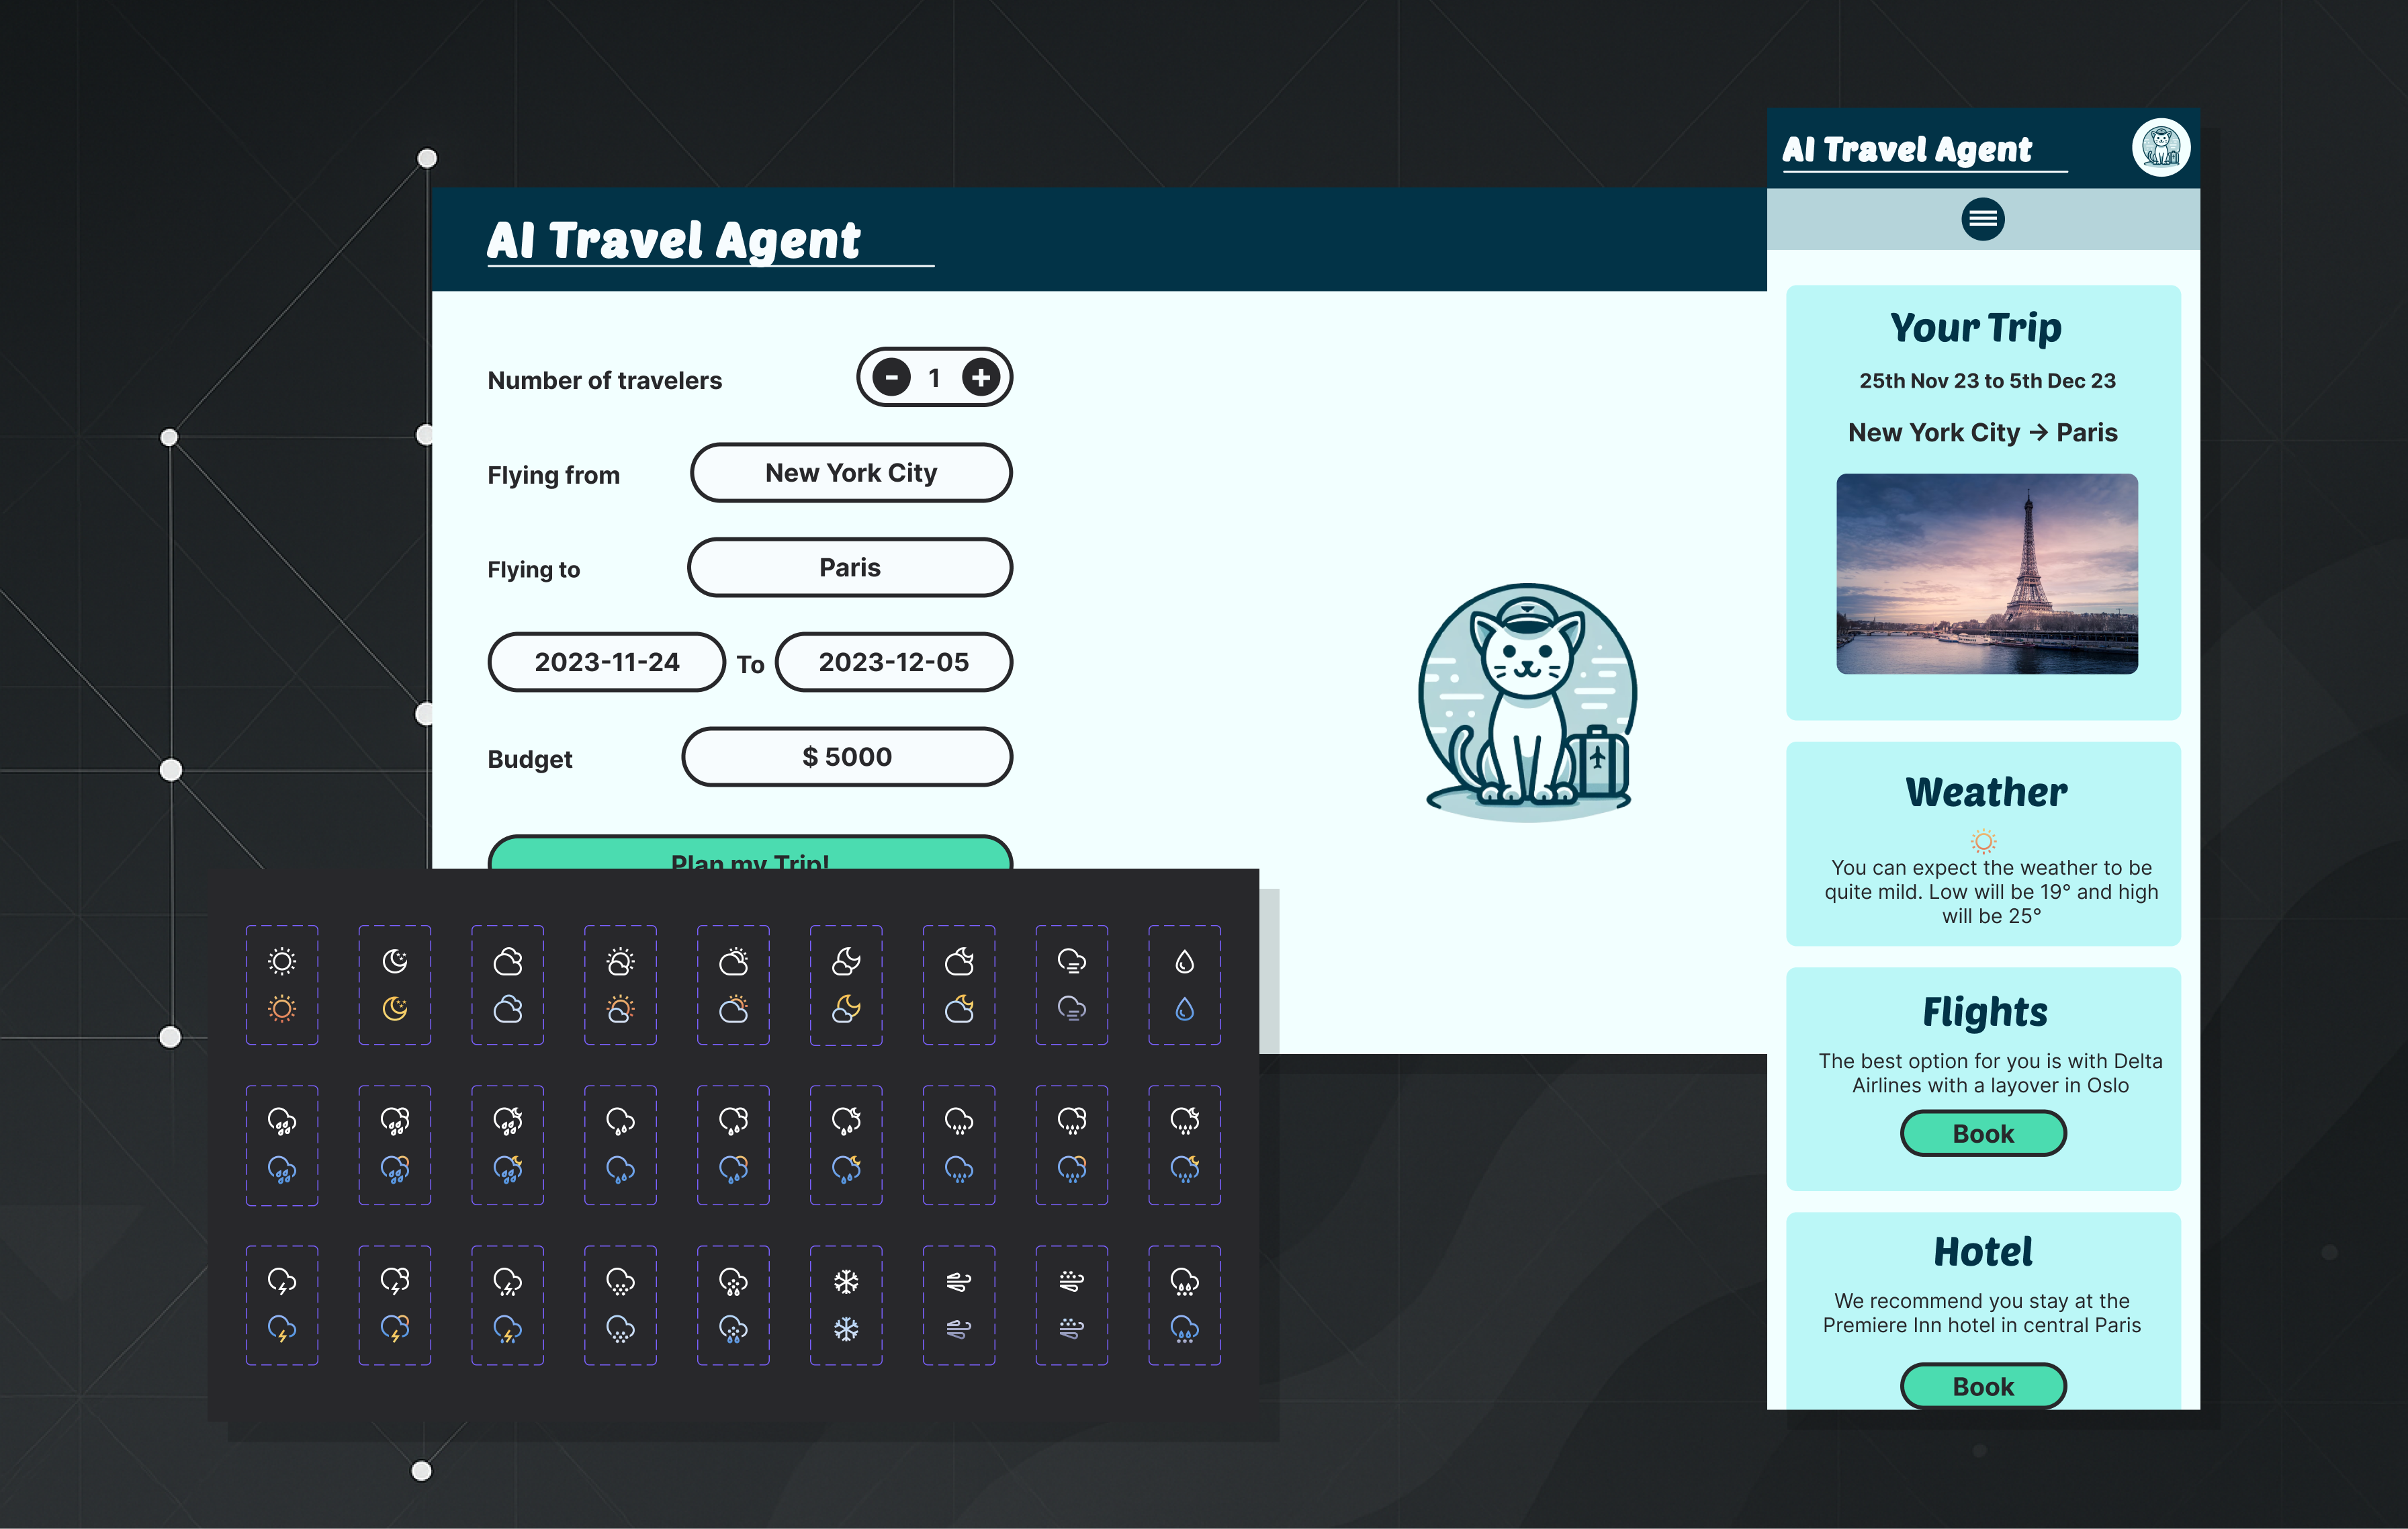 AI Travel Agent
Number of travelers
- 1 +
Flying from
New York City
Flying to
Paris
2023-11-24 To 2023-12-05
Budget
$ 5000
Plan my Trip!
AI Travel Agent
Your Trip
25th Nov 23 to 5th Dec 23
New York City → Paris
Weather
You can expect the weather to be
quite mild. Low will be 19° and high
will be 25°
Flights
The best option for you is with Delta
Airlines with a layover in Oslo
Book
Hotel
We recommend you stay at the
Premiere Inn hotel in central Paris
Book